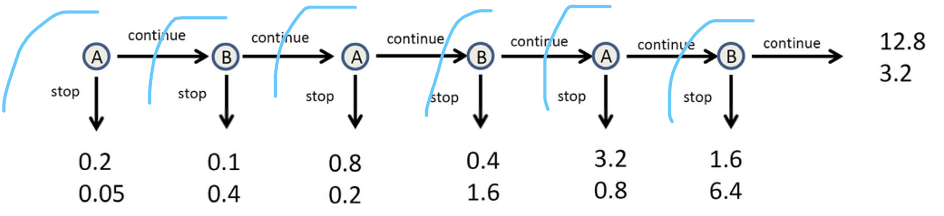 continue continue continue continue continue continue
A B A B A B
stop stop stop stop stop stop
12.8
3.2
0.2 0.1 0.8 0.4 3.2 1.6
0.05 0.4 0.2 1.6 0.8 6.4